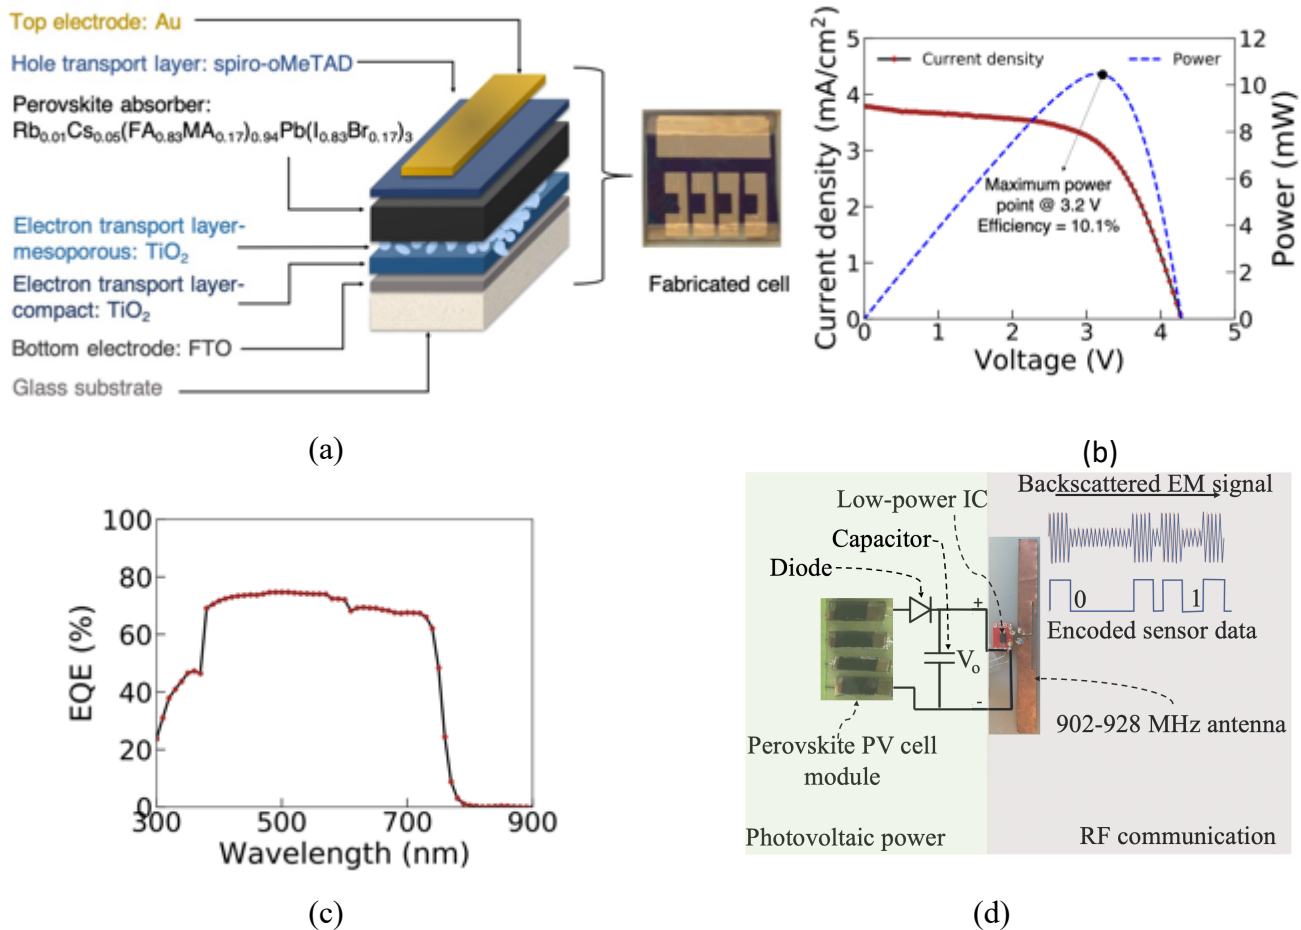 Top electrode: Au
Hole transport layer: spiro-oMeTAD
Perovskite absorber:
Rb0.01Cs0.05(FA0.83MA0.17)0.94Pb(I0.83Br0.17)3
Electron transport layer-
mesoporous: TiO2
Electron transport layer-
compact: TiO2
Bottom electrode: FTO
Glass substrate
Fabricated cell
(a)
Current density (mA/cm²)
5
4
3
2
1
0
Current density
Power
Maximum power
point @ 3.2 V
Efficiency = 10.1%
12
10
8
6
4
2
0
Power (mW)
0 1 2 3 4 5
Voltage (V)
(b)
EQE (%)
100
80
60
40
20
0
300 500 700 900
Wavelength (nm)
(c)
Low-power IC
Capacitor
Diode
+
Vo
-
Perovskite PV cell
module
Photovoltaic power
Backscattered EM signal
0 1
Encoded sensor data
902-928 MHz antenna
RF communication
(d)